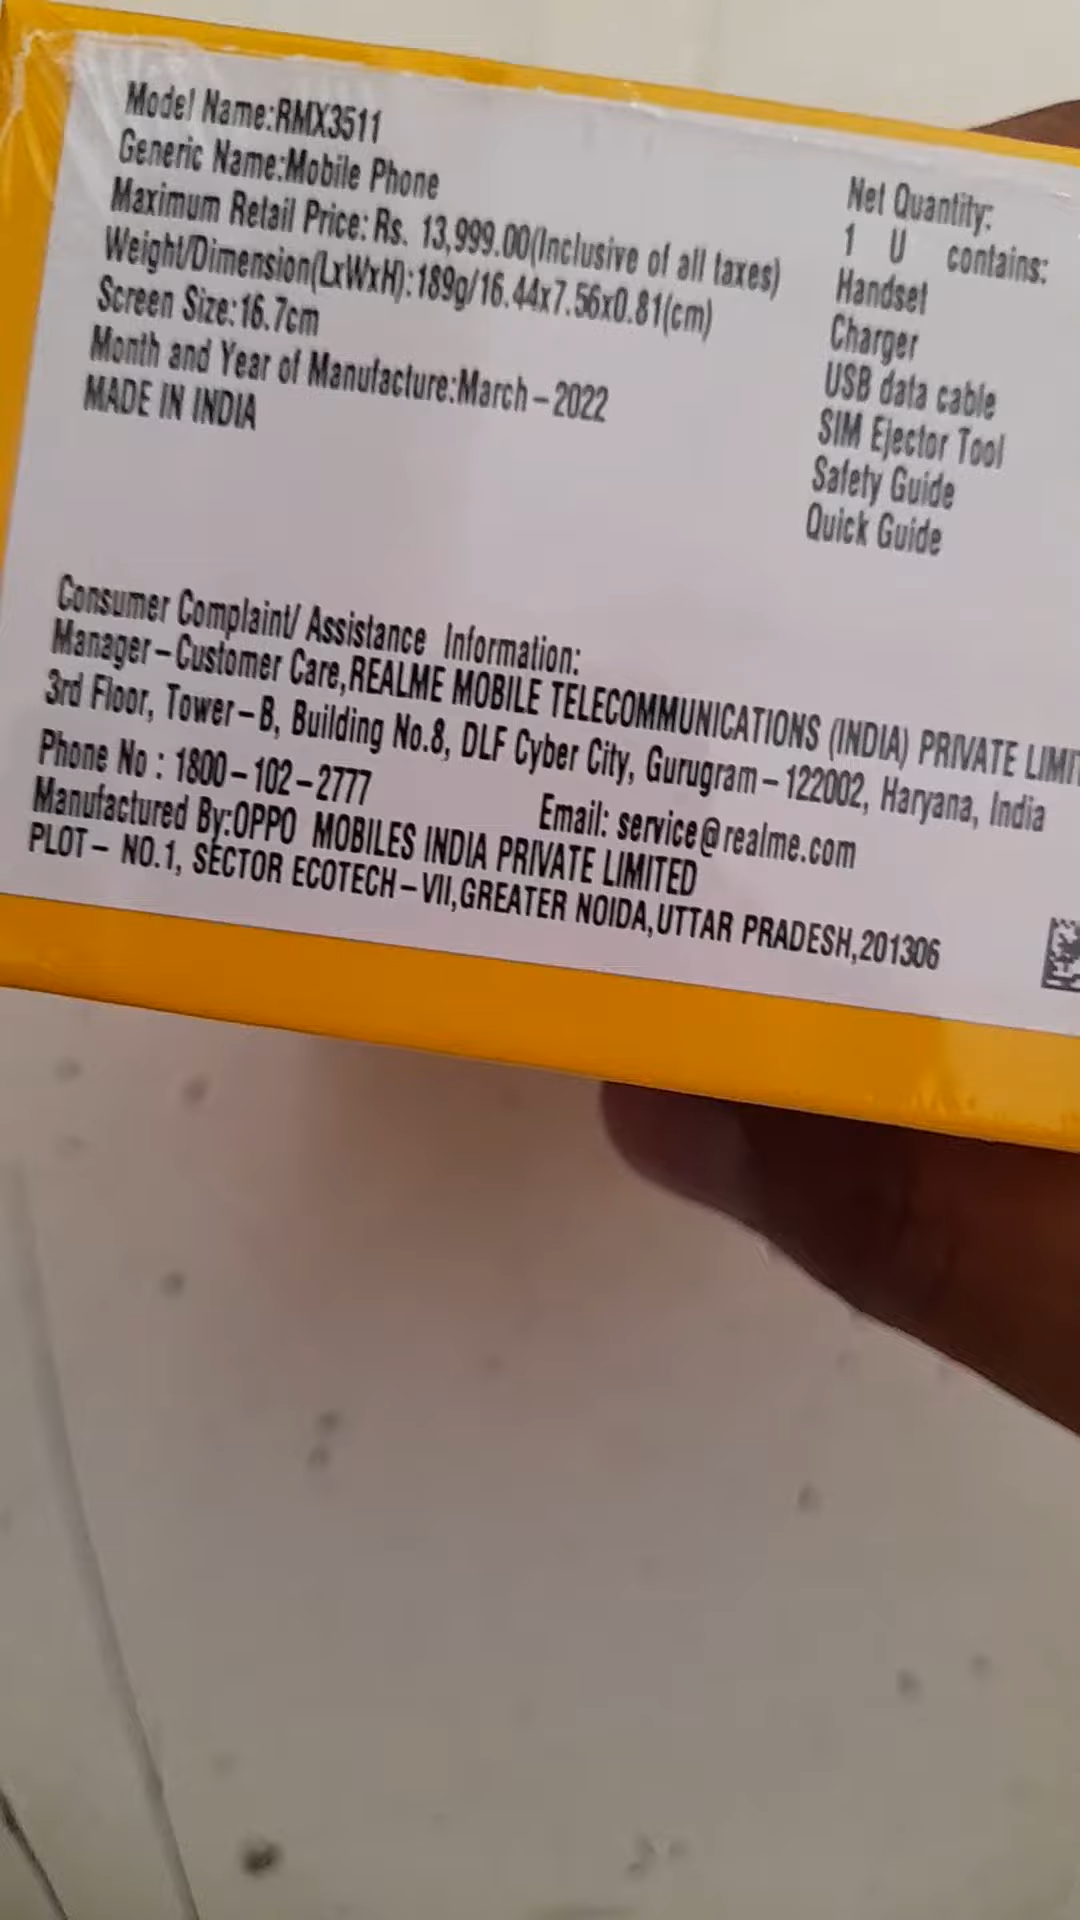 Model Name:RMX3511
Generic Name:Mobile Phone
Maximum Retail Price: Rs. 13,999.00(Inclusive of all taxes)
Weight/Dimension(LxWxH):189g/16.44x7.56x0.81(cm)
Screen Size:16.7cm
Month and Year of Manufacture:March-2022
MADE IN INDIA
Net Quantity:
1 U contains:
Handset
Charger
USB data cable
SIM Ejector Tool
Safety Guide
Quick Guide
Consumer Complaint/ Assistance Information:
Manager-Customer Care,REALME MOBILE TELECOMMUNICATIONS (INDIA) PRIVATE
3rd Floor, Tower-B, Building No.8, DLF Cyber City, Gurugram-122002, Haryana, India
Phone No : 1800-102-2777 Email: service@realme.com
Manufactured By:OPPO MOBILES INDIA PRIVATE LIMITED
PLOT- NO.1, SECTOR ECOTECH-VII,GREATER NOIDA,UTTAR PRADESH,201306